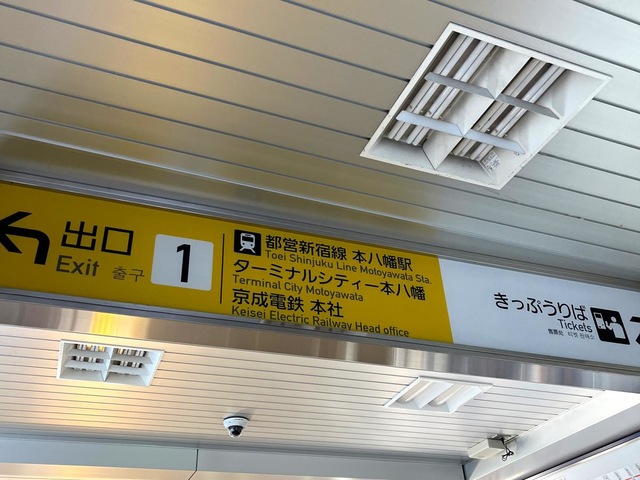 出口
Exit 출구
1
都営新宿線 本八幡駅
Toei Shinjuku Line Motoyawata Sta.
ターミナルシティー本八幡
Terminal City Motoyawata
京成電鉄 本社
Keisei Electric Railway Head office
きっぷうりば
Tickets